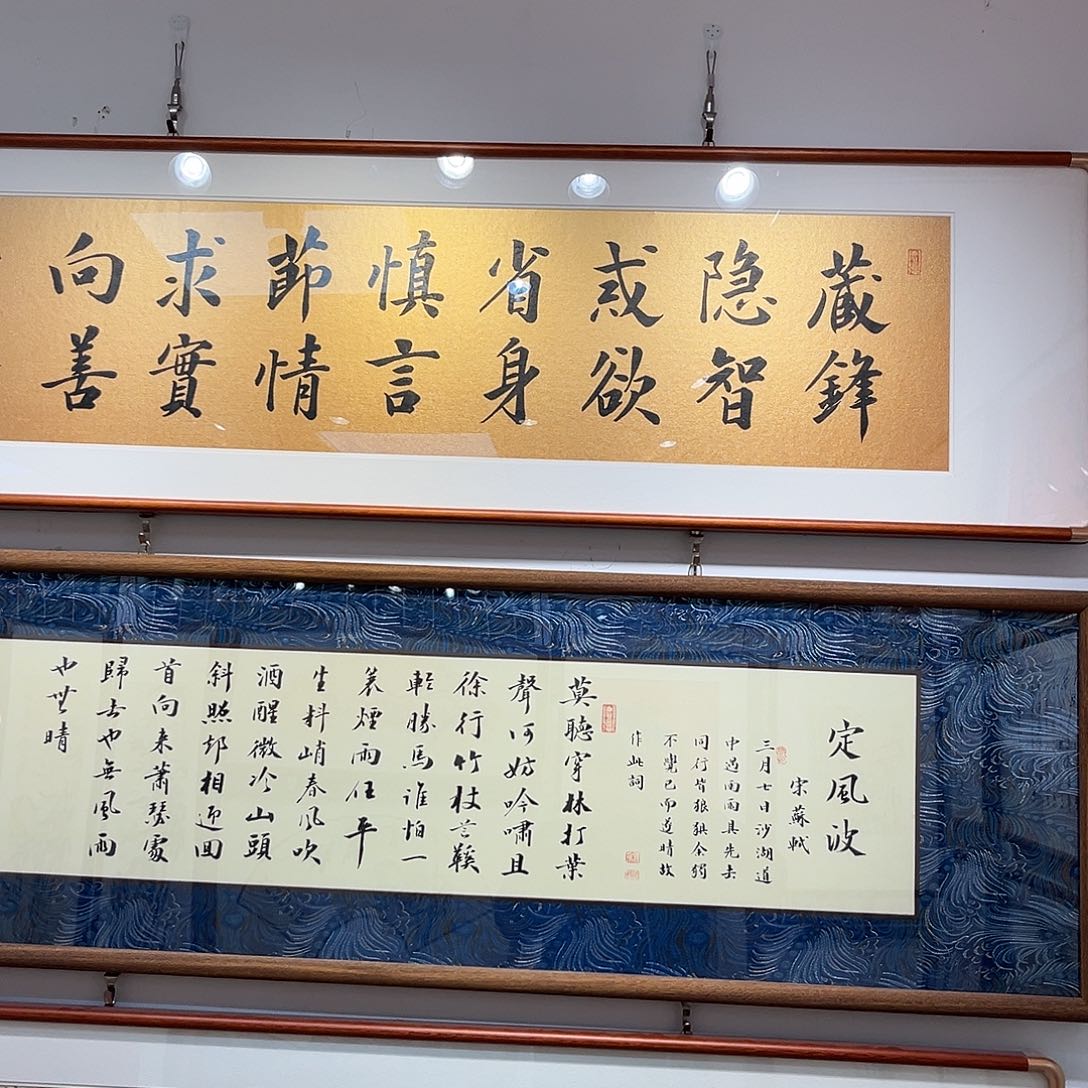 藏鋒
隐智
戒欲
省身
慎言
節情
求實
向善
定風波
宋蘇軾
三月七日沙湖道
中遇雨雨具先去
同行皆狼狽余獨
不覺已而遂晴故
作此詞
莫聽穿林打葉
聲何妨吟嘯且
徐行竹杖芒鞵
輕勝馬誰怕一
蓑煙雨任平
生料峭春風吹
酒醒微冷山頭
斜照却相迎回
首向来蕭瑟處
歸去也無風雨
也無晴